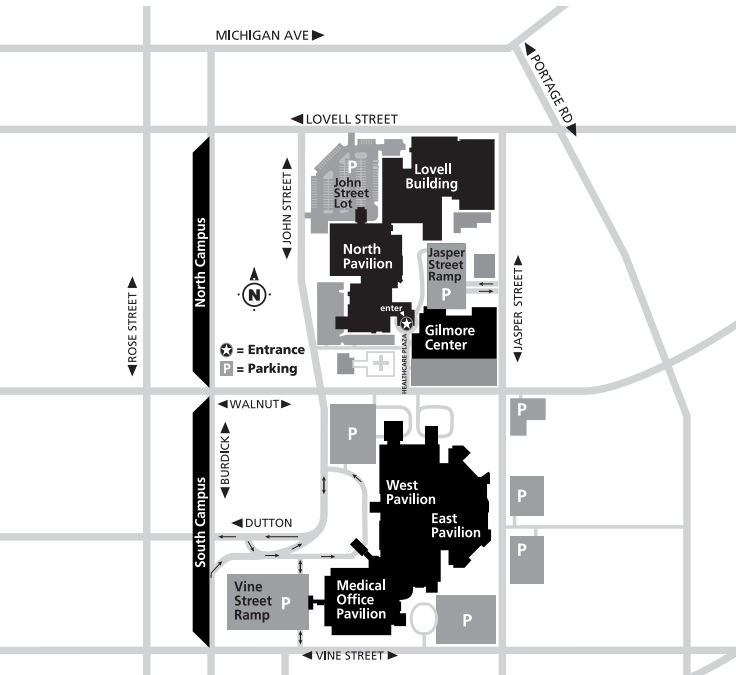 MICHIGAN AVE
PORTAGE RD
LOVELL STREET
P
John
Street
Lot
Lovell
Building
JOHN STREET
North Campus
North
Pavilion
Jasper
Street
Ramp
P
enter
N
ROSE STREET
JASPER STREET
Gilmore
Center
HEALTHCARE PLAZA
= Entrance
P = Parking
WALNUT
P
P
BURDICK
South Campus
West
Pavilion
P
East
Pavilion
DUTTON
P
Vine
Street
Ramp
P
Medical
Office
Pavilion
P
VINE STREET